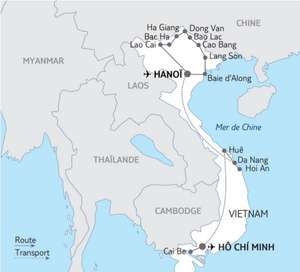 Ha Giang
Dong Van
CHINE
Bac Ha
Bao Lac
Lao Cai
Cao Bang
Lang Son
MYANMAR
HANOÏ
Baie d'Along
LAOS
Mer de Chine
Huê
THAÏLANDE
Da Nang
Hoi An
CAMBODGE
VIETNAM
Route
Transport
Cai Be
HÔ CHÍ MINH